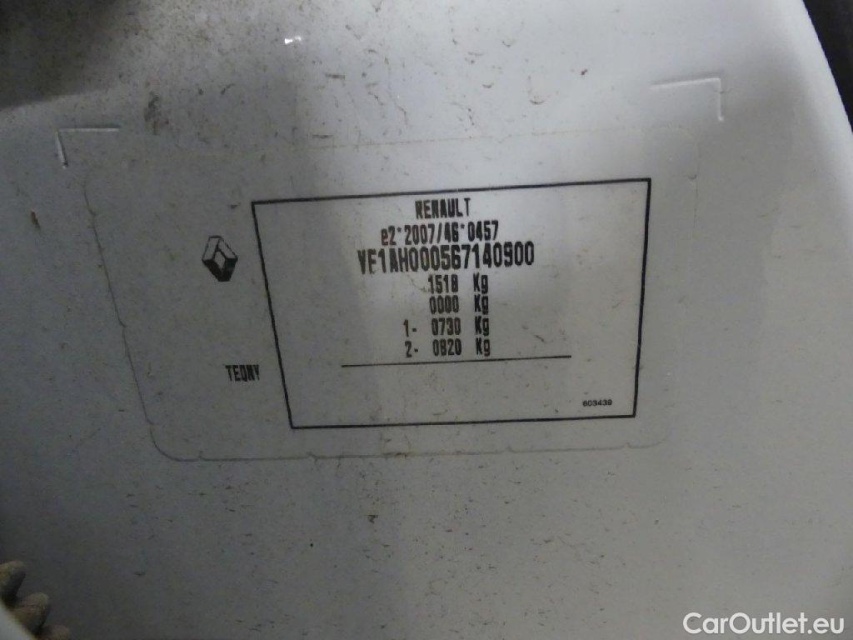 RENAULT
e2*2007/46*0457
VF1AH000567140900
1518 Kg
0000 Kg
1- 0730 Kg
2- 0820 Kg
TEQNY
603439
CarOutlet.eu